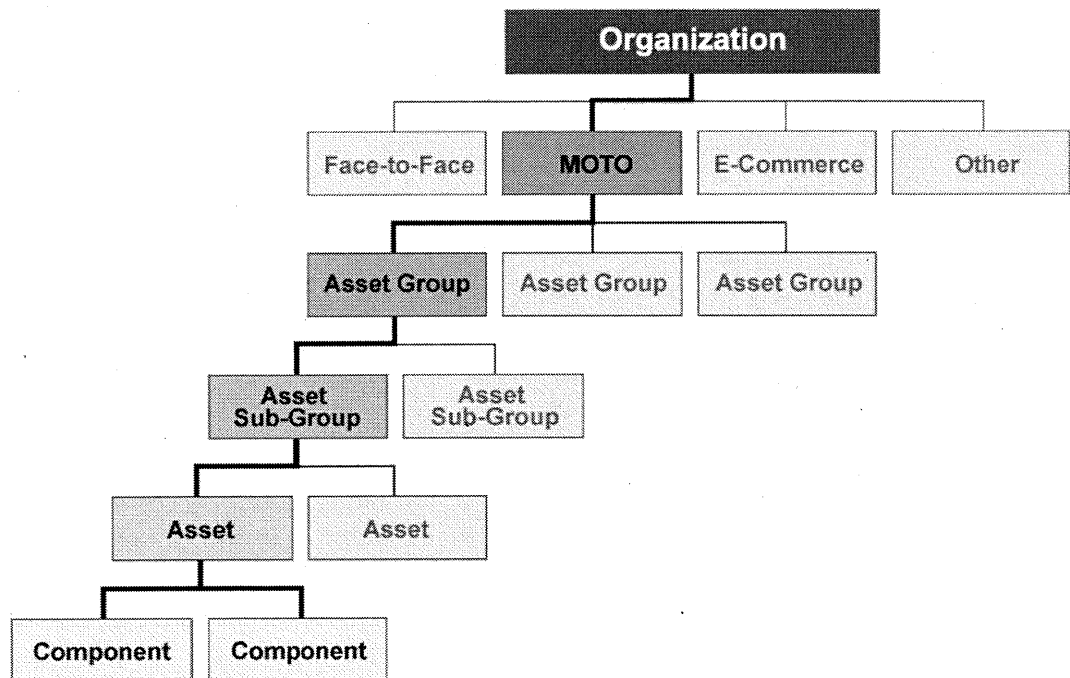 Organization
Face-to-Face
MOTO
E-Commerce
Other
Asset Group
Asset Group
Asset Group
Asset
Sub-Group
Asset
Sub-Group
Asset
Asset
Component
Component